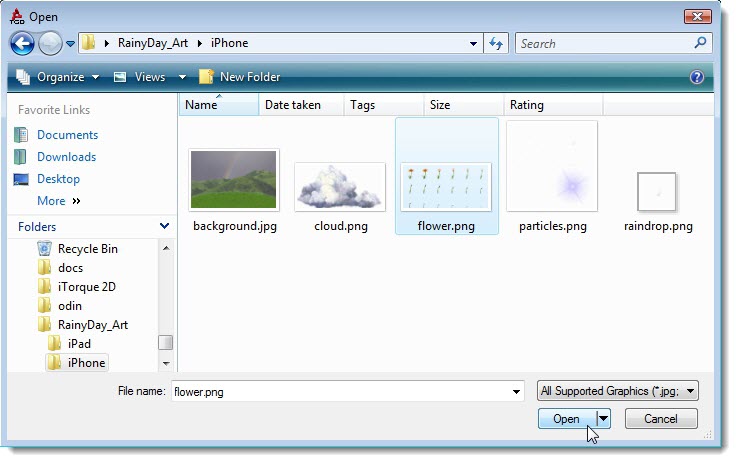 Open
RainyDay_Art iPhone
Search
Organize Views New Folder
Favorite Links
Documents
Downloads
Desktop
More »
Folders
Recycle Bin
docs
iTorque 2D
odin
RainyDay_Art
iPad
iPhone
Name Date taken Tags Size Rating
background.jpg cloud.png flower.png particles.png raindrop.png
File name: flower.png All Supported Graphics (*.jpg;
Open Cancel